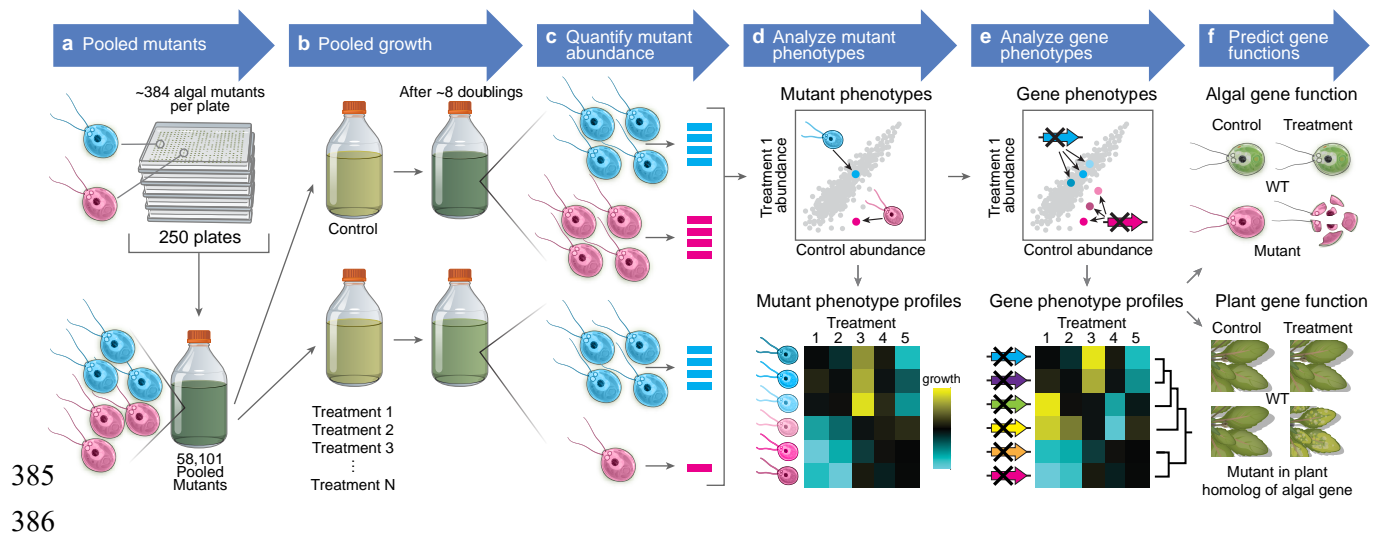 a Pooled mutants
b Pooled growth
c Quantify mutant
abundance
d Analyze mutant
phenotypes
e Analyze gene
phenotypes
f Predict gene
functions
~384 algal mutants
per plate
250 plates
58,101
Pooled
Mutants
After ~8 doublings
Control
Treatment 1
Treatment 2
Treatment 3
⋮
Treatment N
Mutant phenotypes
Treatment 1
abundance
Control abundance
Mutant phenotype profiles
Treatment
1 2 3 4 5
growth
Gene phenotypes
Treatment 1
abundance
Control abundance
Gene phenotype profiles
Treatment
1 2 3 4 5
Algal gene function
Control Treatment
WT
Mutant
Plant gene function
Control Treatment
WT
Mutant in plant
homolog of algal gene
385
386